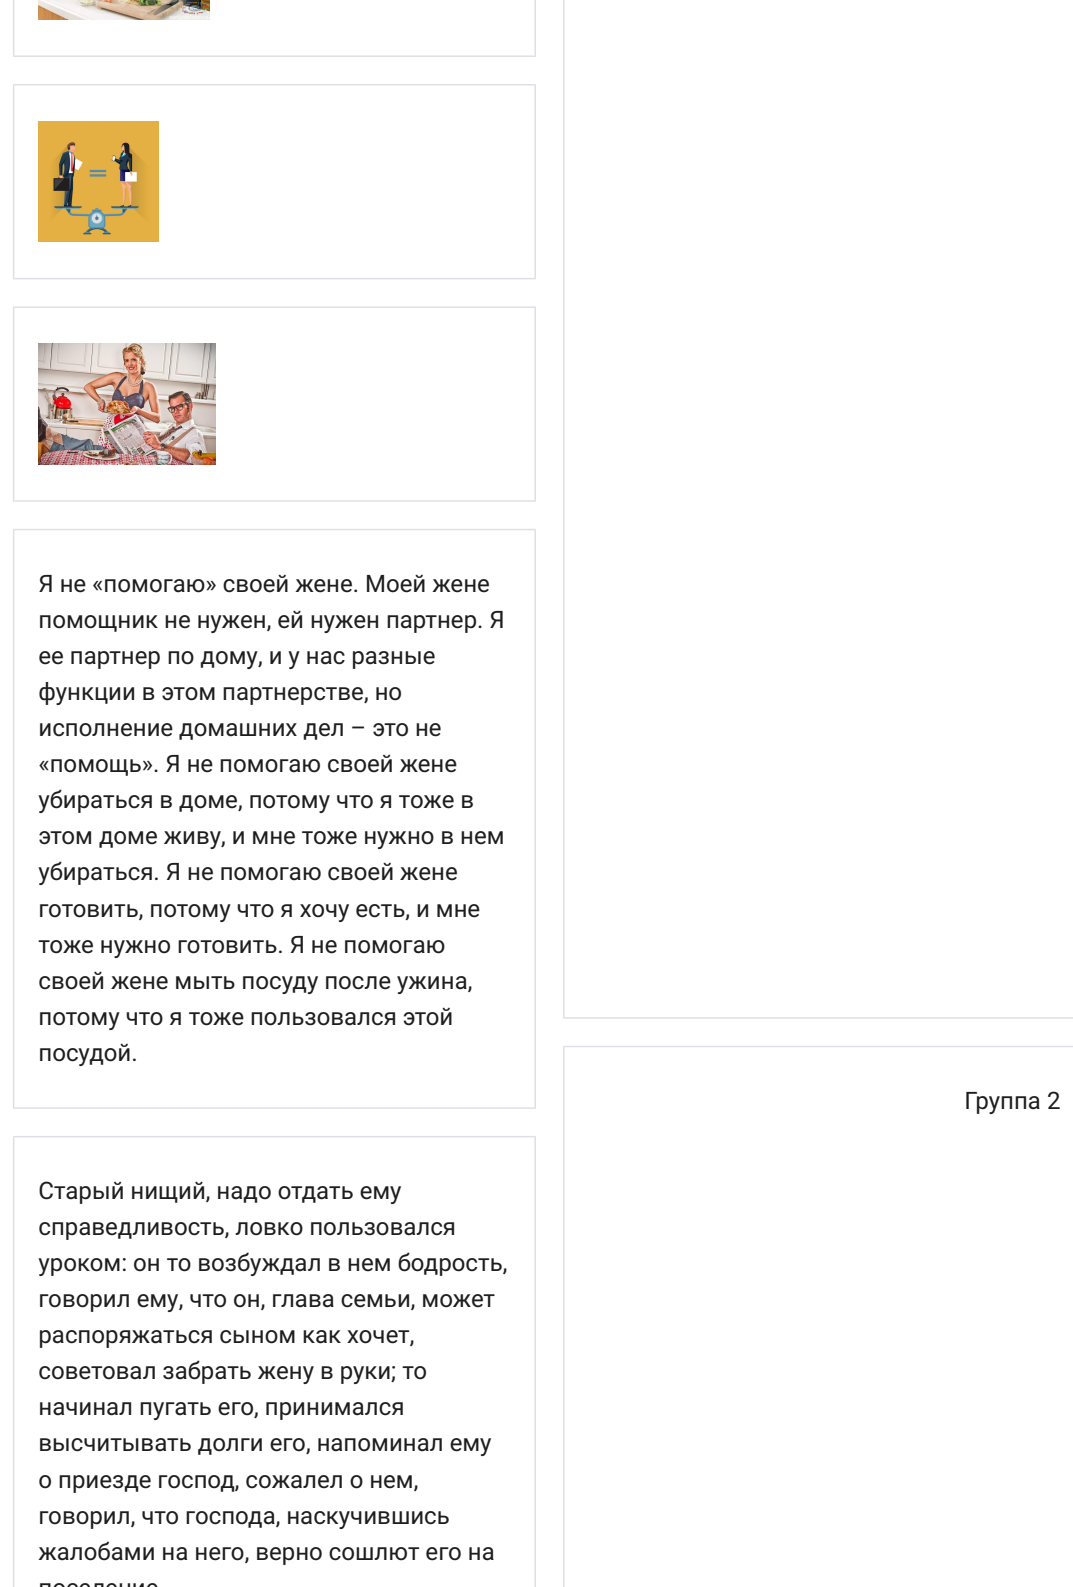 Я не «помогаю» своей жене. Моей жене
помощник не нужен, ей нужен партнер. Я
ее партнер по дому, и у нас разные
функции в этом партнерстве, но
исполнение домашних дел – это не
«помощь». Я не помогаю своей жене
убираться в доме, потому что я тоже в
этом доме живу, и мне тоже нужно в нем
убираться. Я не помогаю своей жене
готовить, потому что я хочу есть, и мне
тоже нужно готовить. Я не помогаю
своей жене мыть посуду после ужина,
потому что я тоже пользовался этой
посудой.
Старый нищий, надо отдать ему
справедливость, ловко пользовался
уроком: он то возбуждал в нем бодрость,
говорил ему, что он, глава семьи, может
распоряжаться сыном как хочет,
советовал забрать жену в руки; то
начинал пугать его, принимался
высчитывать долги его, напоминал ему
о приезде господ, сожалел о нем,
говорил, что господа, наскучившись
жалобами на него, верно сошлют его на
Группа 2